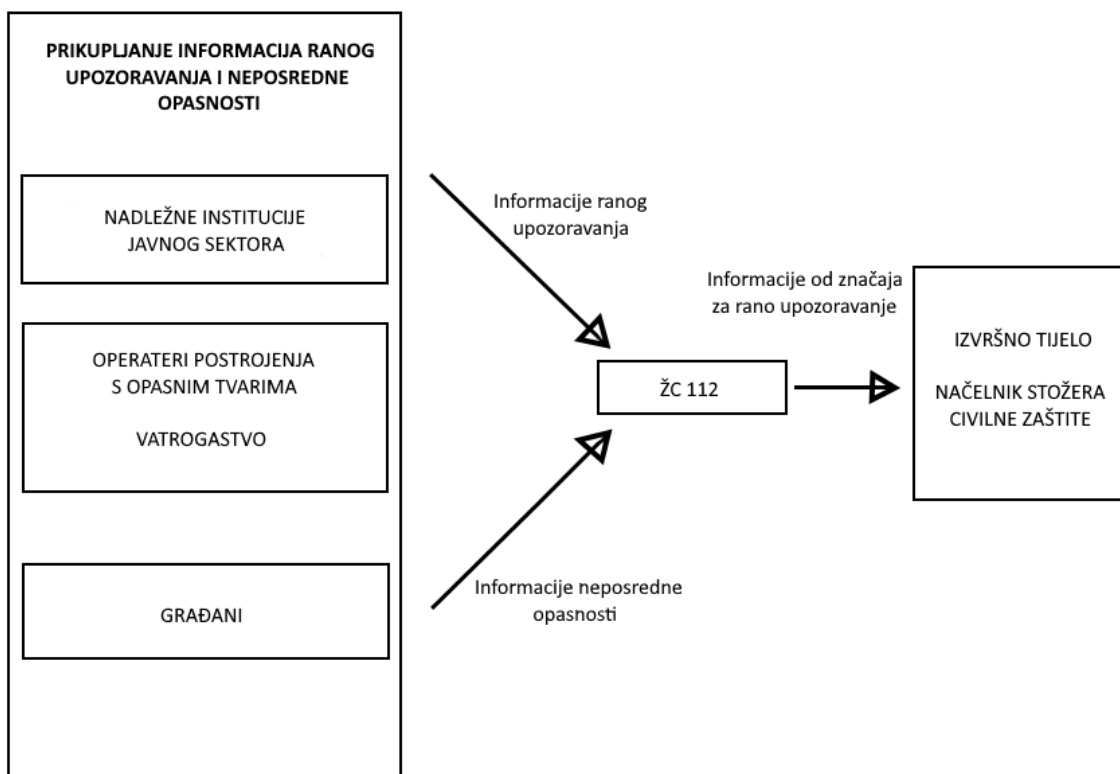 PRIKUPLJANJE INFORMACIJA RANOG
UPOZORAVANJA I NEPOSREDNE
OPASNOSTI
NADLEŽNE INSTITUCIJE
JAVNOG SEKTORA
OPERATERI POSTROJENJA
S OPASNIM TVARIMA
VATROGASTVO
GRAĐANI
Informacije ranog
upozoravanja
Informacije neposredne
opasnosti
ŽC 112
Informacije od značaja
za rano upozoravanje
IZVRŠNO TIJELO
NAČELNIK STOŽERA
CIVILNE ZAŠTITE